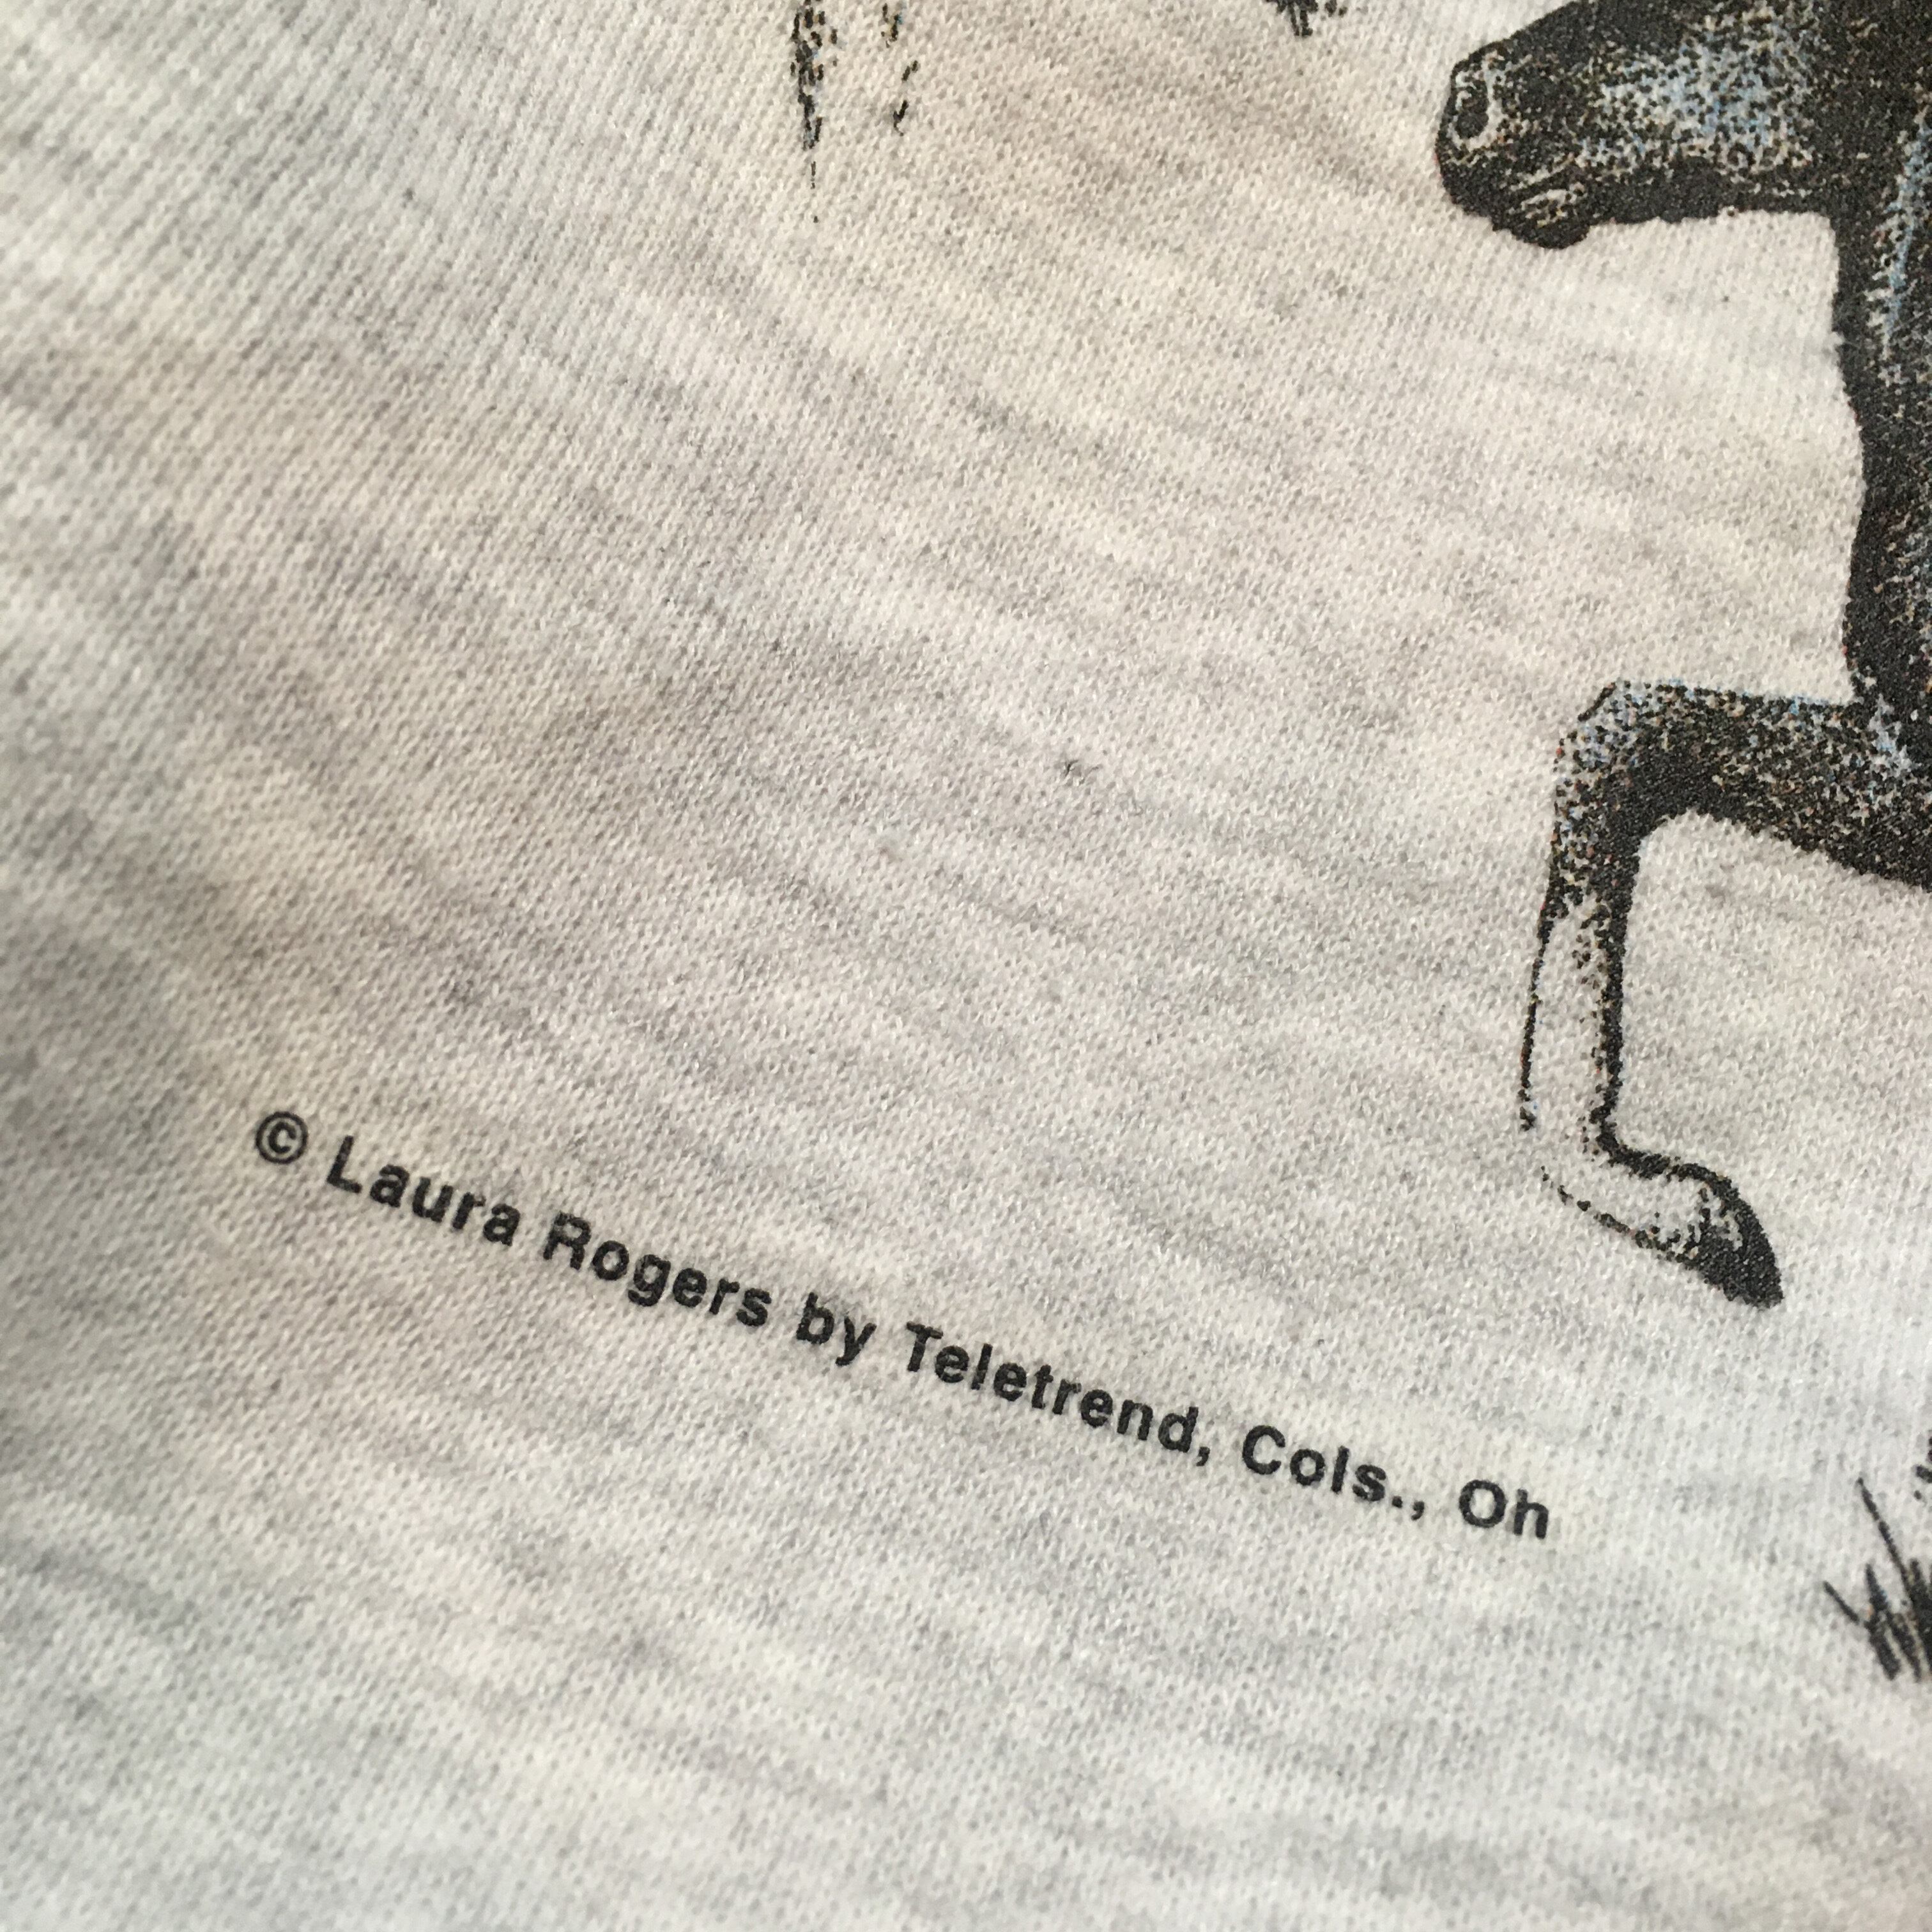 © Laura Rogers by Teletrend, Cols., Oh